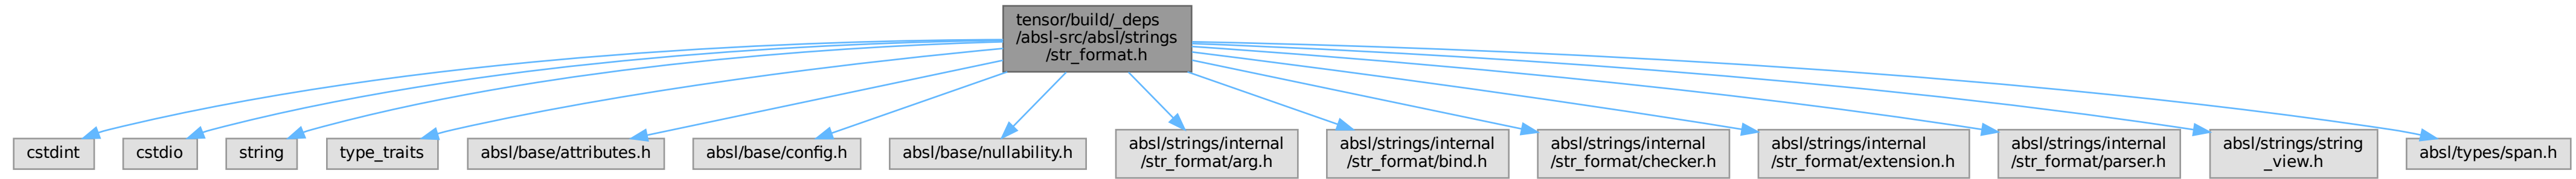 tensor/build/_deps
/absl-src/absl/strings
/str_format.h
cstdint
cstdio
string
type_traits
absl/base/attributes.h
absl/base/config.h
absl/base/nullability.h
absl/strings/internal
/str_format/arg.h
absl/strings/internal
/str_format/bind.h
absl/strings/internal
/str_format/checker.h
absl/strings/internal
/str_format/extension.h
absl/strings/internal
/str_format/parser.h
absl/strings/string
_view.h
absl/types/span.h